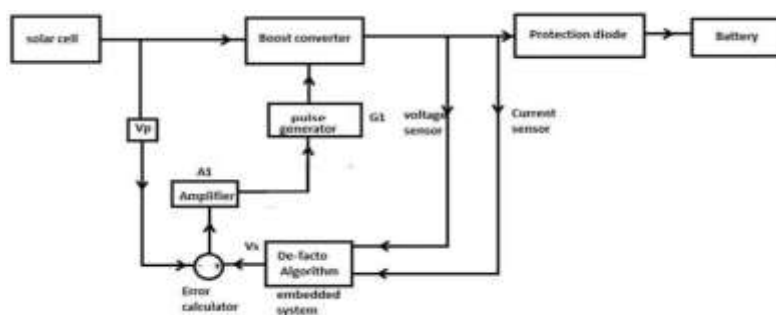 solar cell
Boost converter
Protection diode
Battery
Vp
pulse
generator
G1
voltage
sensor
Current
sensor
A1
Amplifier
Vs
De-facto
Algorithm
- +
Error
calculator
embedded
system